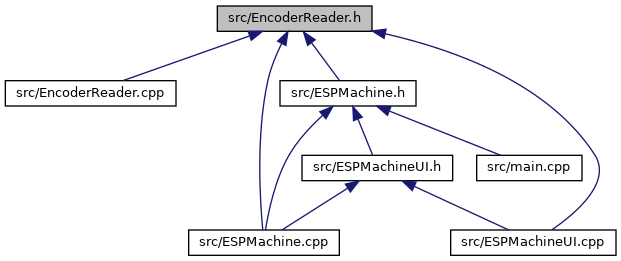 src/EncoderReader.h
src/EncoderReader.cpp
src/ESPMachine.h
src/ESPMachineUI.h
src/main.cpp
src/ESPMachine.cpp
src/ESPMachineUI.cpp